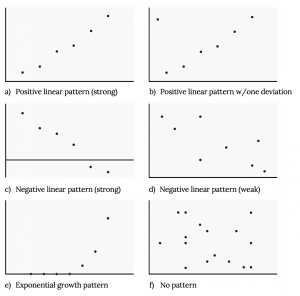 a) Positive linear pattern (strong)
b) Positive linear pattern w/one deviation
c) Negative linear pattern (strong)
d) Negative linear pattern (weak)
e) Exponential growth pattern
f) No pattern